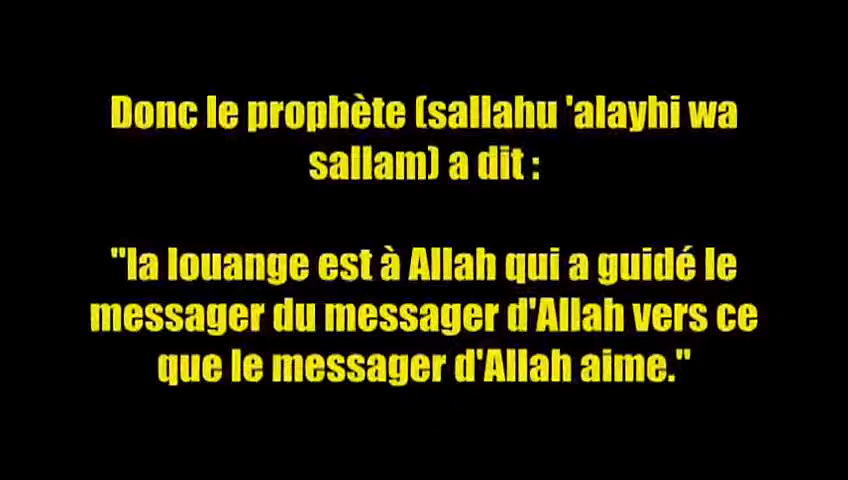 Donc le prophète (sallahu 'alayhi wa
sallam) a dit :
"la louange est à Allah qui a guidé le
messager du messager d'Allah vers ce
que le messager d'Allah aime."